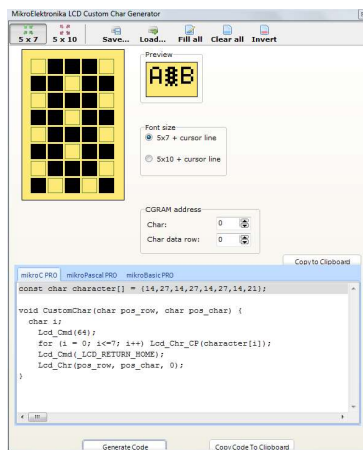 MikroElektronika LCD Custom Char Generator
5 x 7 5 x 10 Save... Load... Fill all Clear all Invert
Preview
A B
Font size
5x7 + cursor line
5x10 + cursor line
CGRAM address
Char: 0
Char data row: 0
Copy to Clipboard
mikroC PRO mikroPascal PRO mikroBasic PRO
const char character[] = {14,27,14,27,14,27,14,21};
void CustomChar(char pos_row, char pos_char) {
char i;
Lcd_Cmd(64);
for (i = 0; i<=7; i++) Lcd_Chr_CP(character[i]);
Lcd_Cmd(_LCD_RETURN_HOME);
Lcd_Chr(pos_row, pos_char, 0);
}
Generate Code Copy Code To Clipboard